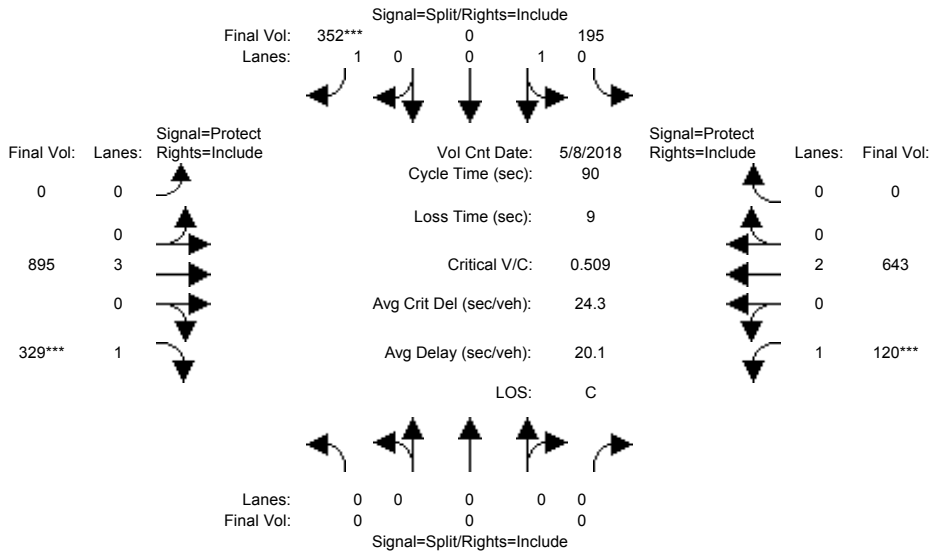 Signal=Split/Rights=Include
Final Vol: 352*** 0 195
Lanes: 1 0 0 1 0
Signal=Protect Signal=Protect
Final Vol: Lanes: Rights=Include Vol Cnt Date: 5/8/2018 Rights=Include Lanes: Final Vol:
Cycle Time (sec): 90
0 0 0 0
Loss Time (sec): 9
0 0
895 3 Critical V/C: 0.509 2 643
0 Avg Crit Del (sec/veh): 24.3 0
329*** 1 Avg Delay (sec/veh): 20.1 1 120***
LOS: C
Lanes: 0 0 0 0 0
Final Vol: 0 0 0
Signal=Split/Rights=Include